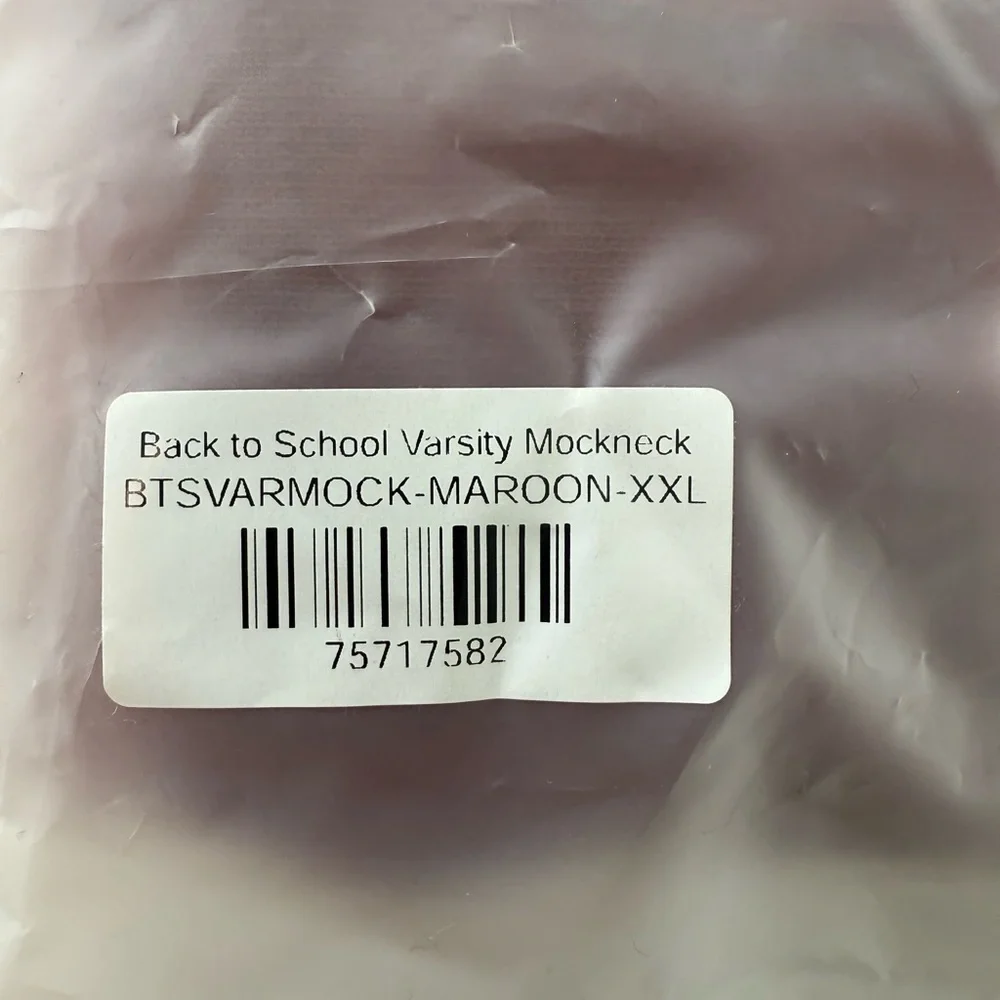 Back to School Varsity Mockneck
BTSVARMOCK-MAROON-XXL
75717582